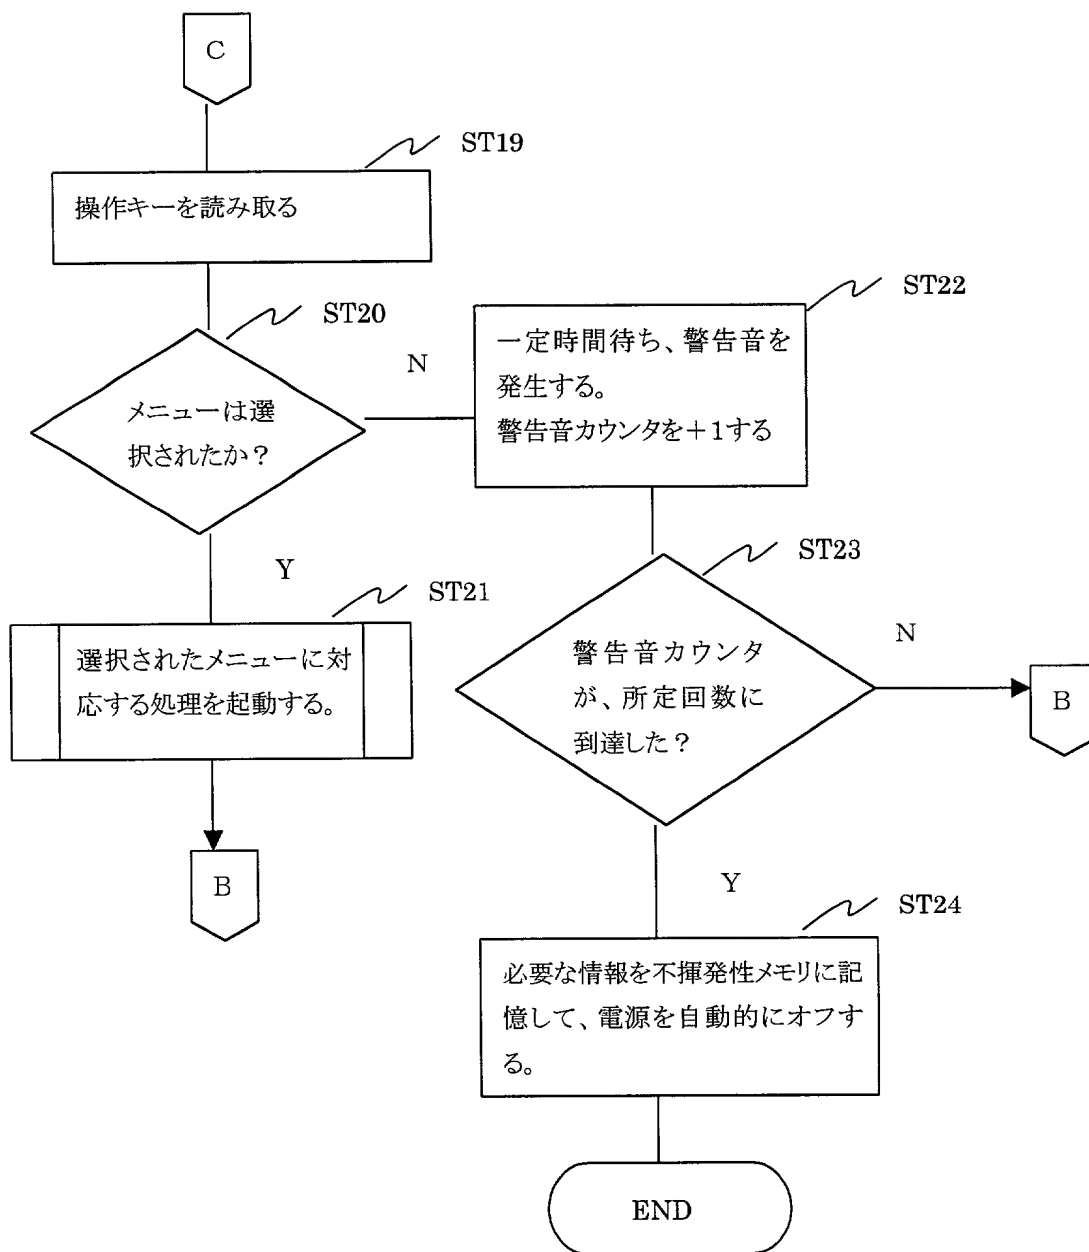 C
ST19
操作キーを読み取る
ST20
メニューは選
択されたか？
N
ST22
一定時間待ち、警告音を
発生する。
警告音カウンタを＋1する
Y
ST21
選択されたメニューに対
応する処理を起動する。
B
ST23
警告音カウンタ
が、所定回数に
到達した？
N
B
Y
ST24
必要な情報を不揮発性メモリに記
憶して、電源を自動的にオフす
る。
END